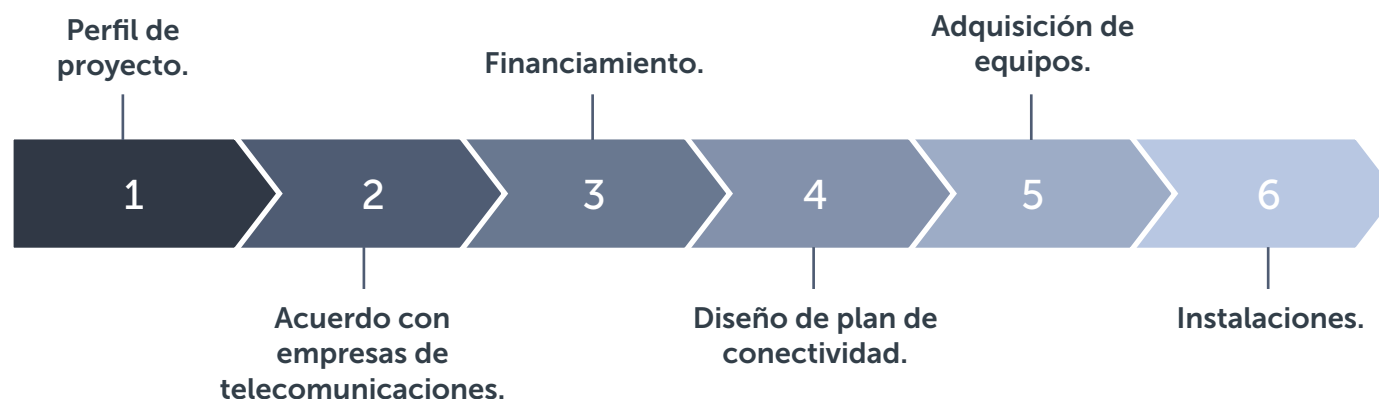 Perfil de
proyecto.
Financiamiento.
Adquisición de
equipos.
1
2
3
4
5
6
Acuerdo con
empresas de
telecomunicaciones.
Diseño de plan de
conectividad.
Instalaciones.